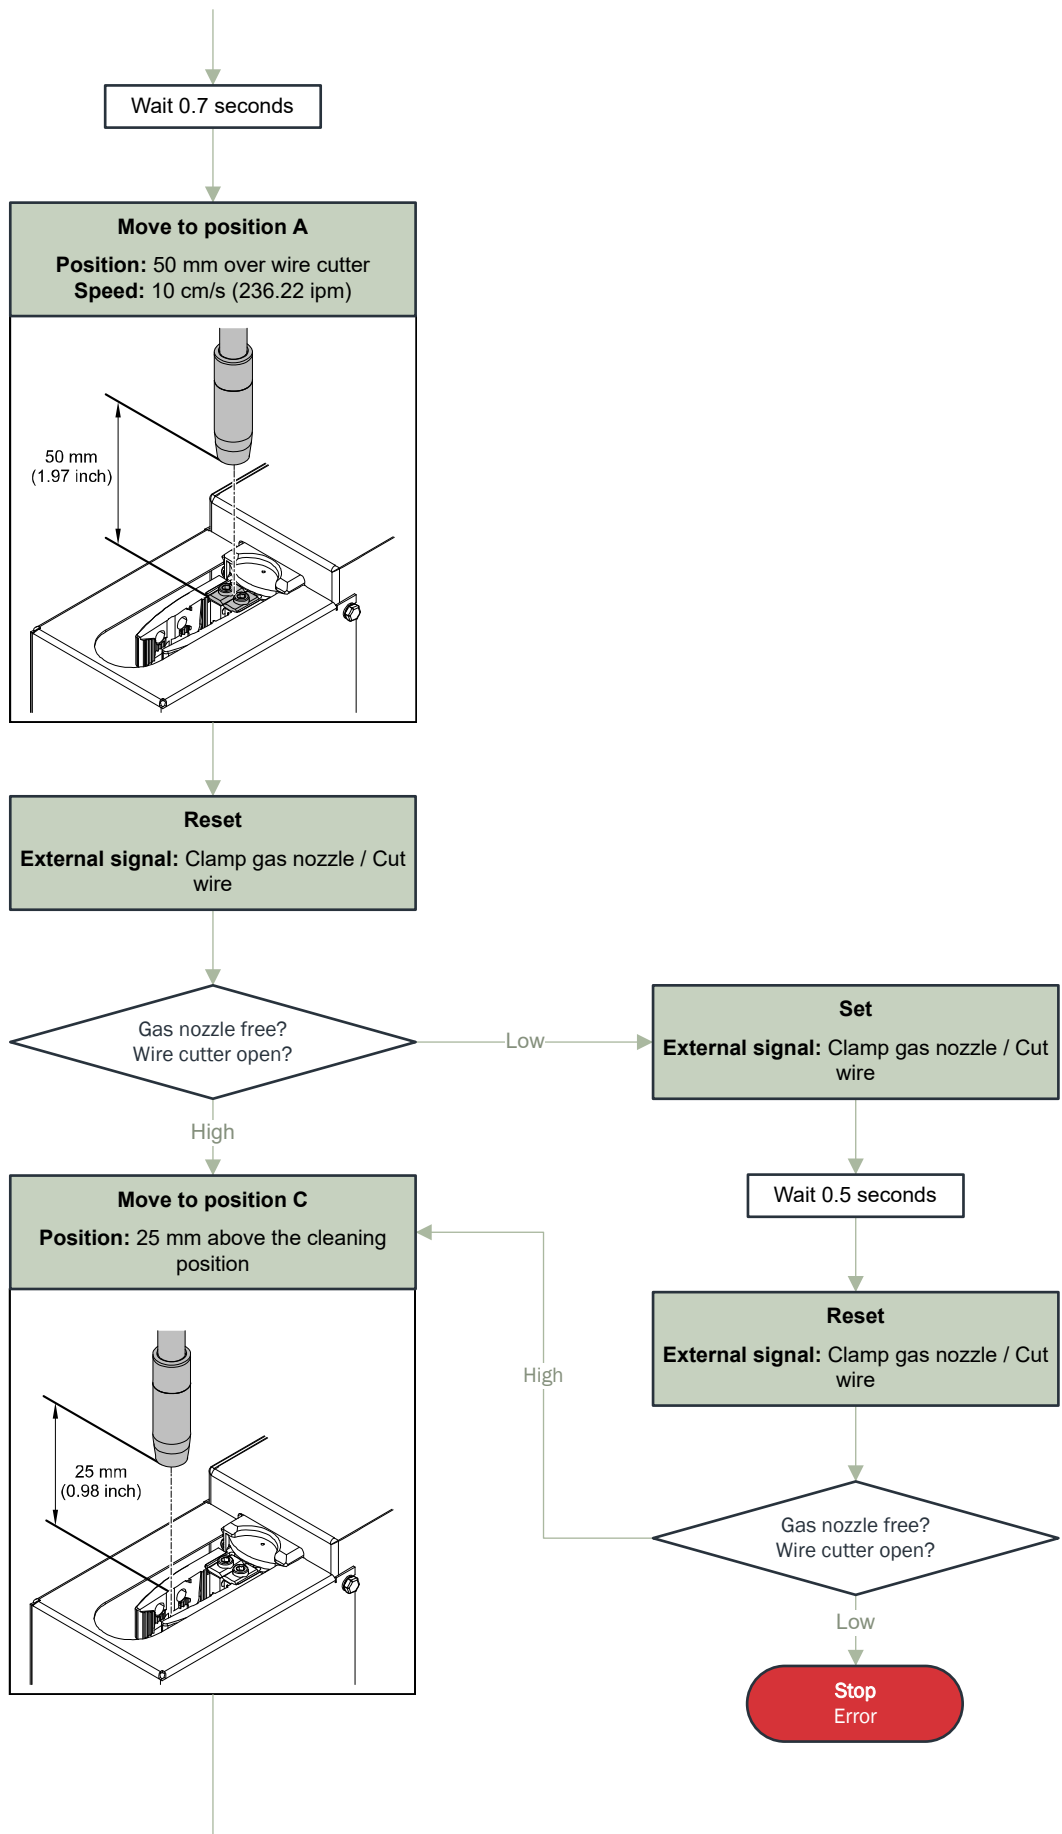 Wait 0.7 seconds
Move to position A
Position: 50 mm over wire cutter
Speed: 10 cm/s (236.22 ipm)
50 mm
(1.97 inch)
Reset
External signal: Clamp gas nozzle / Cut
wire
Gas nozzle free?
Wire cutter open?
Low
Set
External signal: Clamp gas nozzle / Cut
wire
High
Wait 0.5 seconds
Move to position C
Position: 25 mm above the cleaning
position
Reset
External signal: Clamp gas nozzle / Cut
wire
High
25 mm
(0.98 inch)
Gas nozzle free?
Wire cutter open?
Low
Stop
Error